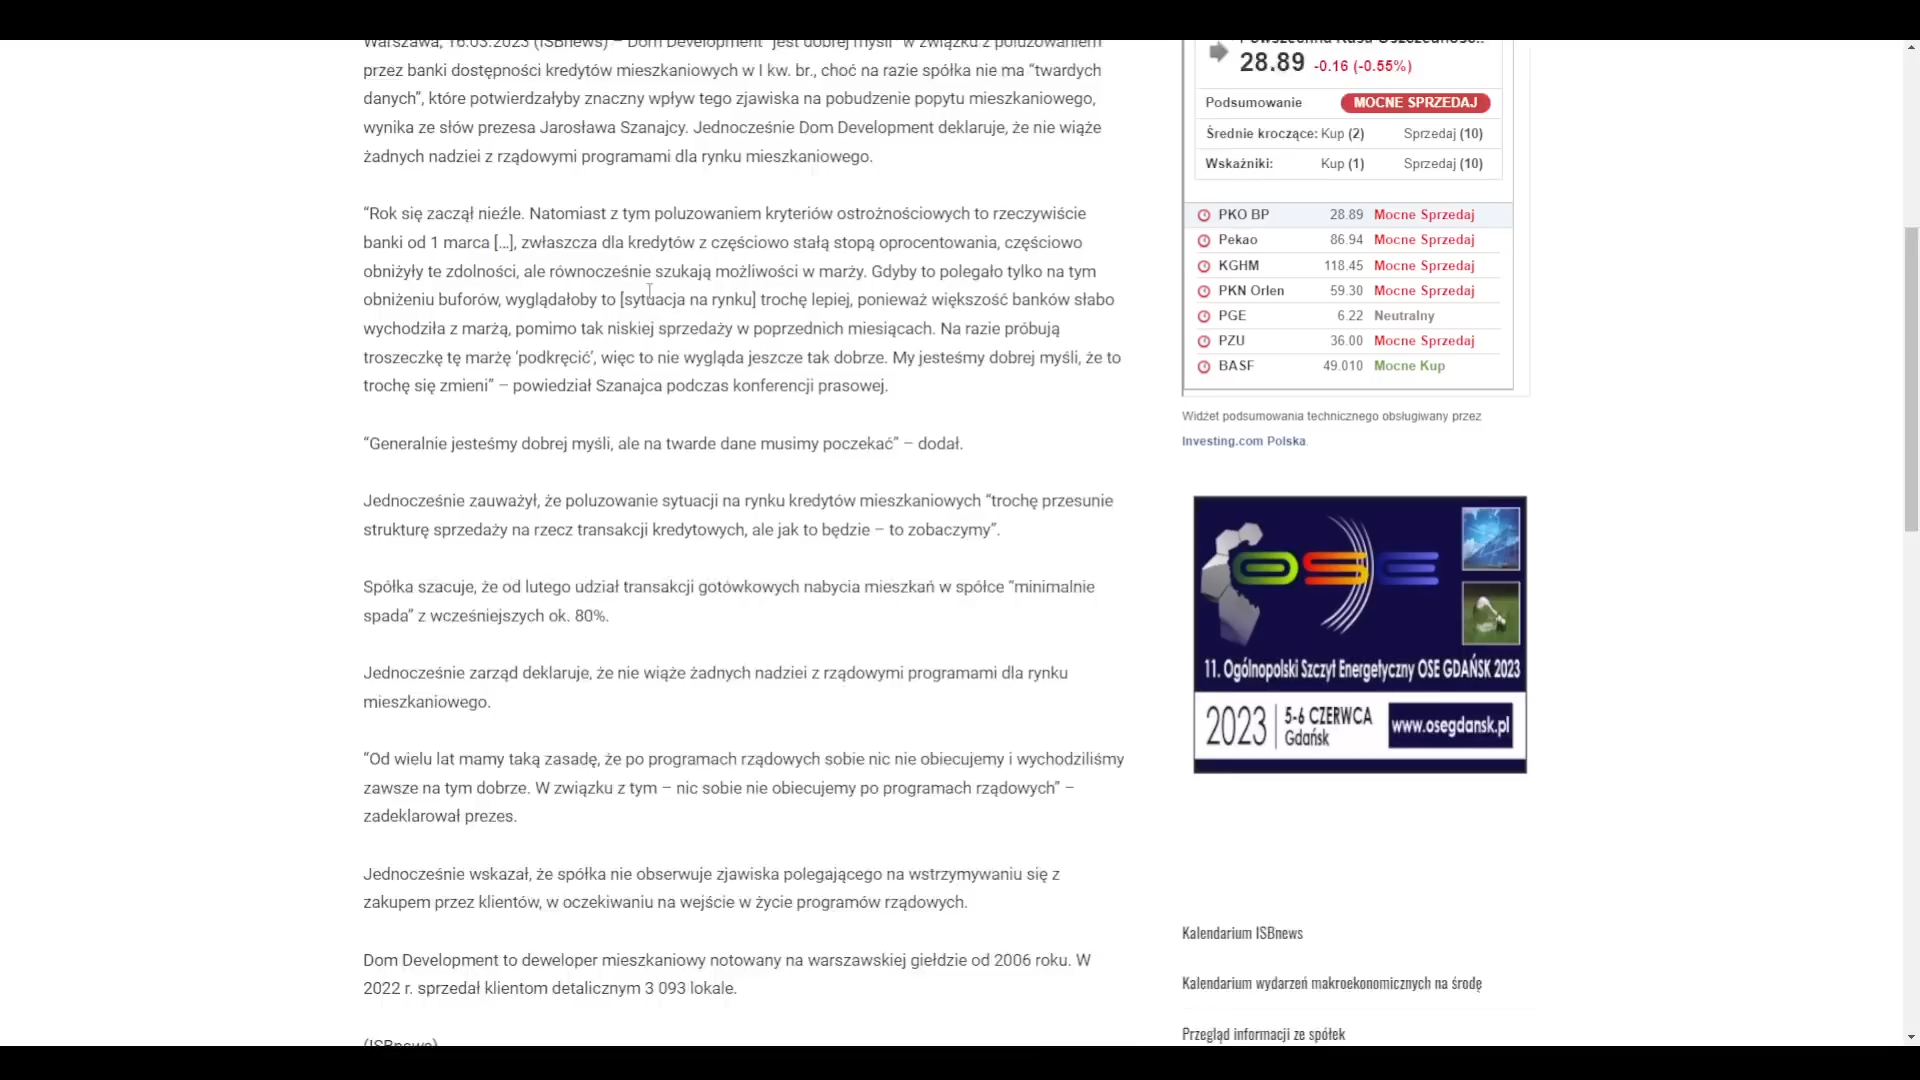 Warszawa, 16.03.2023 (ISBnews) – Dom Development “jest dobrej myśli” w związku z poluzowaniem
przez banki dostępności kredytów mieszkaniowych w I kw. br., choć na razie spółka nie ma “twardych
danych”, które potwierdzałyby znaczny wpływ tego zjawiska na pobudzenie popytu mieszkaniowego,
wynika ze słów prezesa Jarosława Szanajcy. Jednocześnie Dom Development deklaruje, że nie wiąże
żadnych nadziei z rządowymi programami dla rynku mieszkaniowego.
“Rok się zaczął nieźle. Natomiast z tym poluzowaniem kryteriów ostrożnościowych to rzeczywiście
banki od 1 marca […], zwłaszcza dla kredytów z częściowo stałą stopą oprocentowania, częściowo
obniżyły te zdolności, ale równocześnie szukają możliwości w marży. Gdyby to polegało tylko na tym
obniżeniu buforów, wyglądałoby to [sytuacja na rynku] trochę lepiej, ponieważ większość banków słabo
wychodziła z marżą, pomimo tak niskiej sprzedaży w poprzednich miesiącach. Na razie próbują
troszeczkę tę marżę ‘podkręcić’, więc to nie wygląda jeszcze tak dobrze. My jesteśmy dobrej myśli, że to
trochę się zmieni” – powiedział Szanajca podczas konferencji prasowej.
“Generalnie jesteśmy dobrej myśli, ale na twarde dane musimy poczekać” – dodał.
Jednocześnie zauważył, że poluzowanie sytuacji na rynku kredytów mieszkaniowych “trochę przesunie
strukturę sprzedaży na rzecz transakcji kredytowych, ale jak to będzie – to zobaczymy”.
Spółka szacuje, że od lutego udział transakcji gotówkowych nabycia mieszkań w spółce “minimalnie
spada” z wcześniejszych ok. 80%.
Jednocześnie zarząd deklaruje, że nie wiąże żadnych nadziei z rządowymi programami dla rynku
mieszkaniowego.
“Od wielu lat mamy taką zasadę, że po programach rządowych sobie nic nie obiecujemy i wychodziliśmy
zawsze na tym dobrze. W związku z tym – nic sobie nie obiecujemy po programach rządowych” –
zadeklarował prezes.
Jednocześnie wskazał, że spółka nie obserwuje zjawiska polegającego na wstrzymywaniu się z
zakupem przez klientów, w oczekiwaniu na wejście w życie programów rządowych.
Dom Development to deweloper mieszkaniowy notowany na warszawskiej giełdzie od 2006 roku. W
2022 r. sprzedał klientom detalicznym 3 093 lokale.
(ISBnews)
Powszechna Kasa Oszczędnośc..
28.89 -0.16 (-0.55%)
Podsumowanie MOCNE SPRZEDAJ
Średnie kroczące: Kup (2) Sprzedaj (10)
Wskaźniki: Kup (1) Sprzedaj (10)
PKO BP 28.89 Mocne Sprzedaj
Pekao 86.94 Mocne Sprzedaj
KGHM 118.45 Mocne Sprzedaj
PKN Orlen 59.30 Mocne Sprzedaj
PGE 6.22 Neutralny
PZU 36.00 Mocne Sprzedaj
BASF 49.010 Mocne Kup
Widżet podsumowania technicznego obsługiwany przez
Investing.com Polska.
OSE
11. Ogólnopolski Szczyt Energetyczny OSE GDAŃSK 2023
2023 5-6 CZERWCA
Gdańsk
www.osegdansk.pl
Kalendarium ISBnews
Kalendarium wydarzeń makroekonomicznych na środę
Przegląd informacji ze spółek